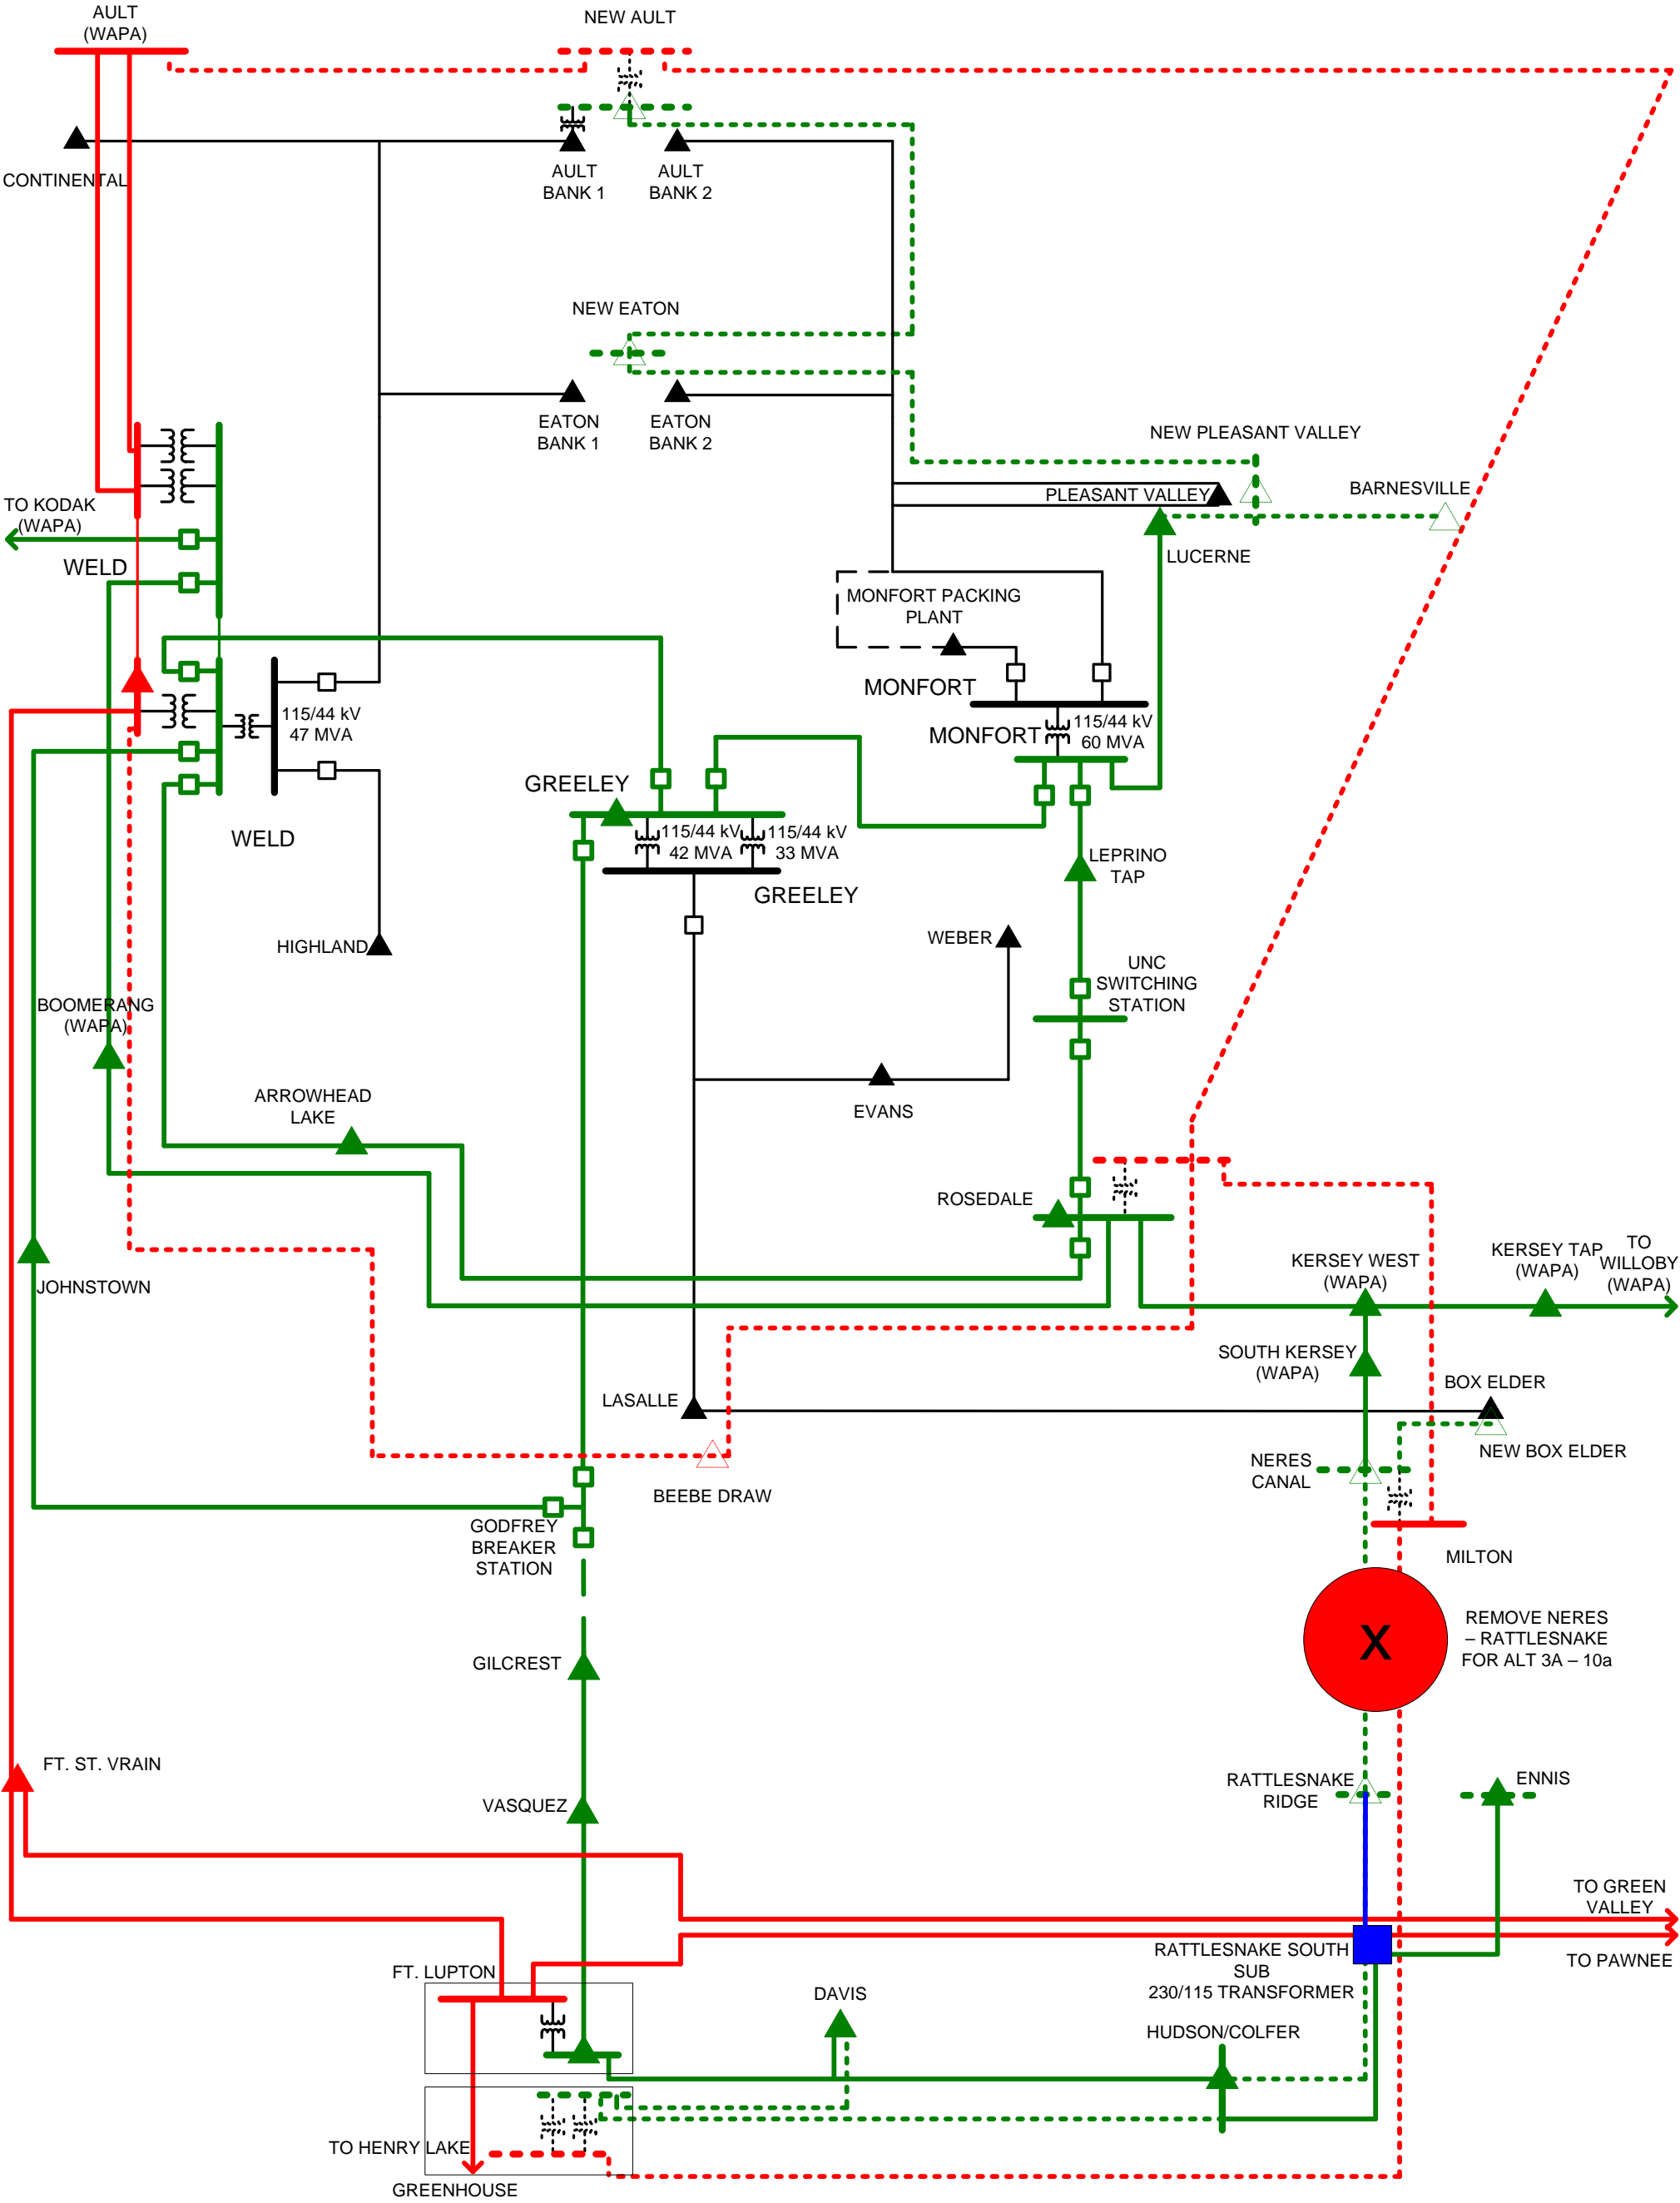 AULT
(WAPA)
NEW AULT
CONTINENTAL
AULT
BANK 1
AULT
BANK 2
NEW EATON
EATON
BANK 1
EATON
BANK 2
NEW PLEASANT VALLEY
PLEASANT VALLEY
BARNESVILLE
LUCERNE
TO KODAK
(WAPA)
WELD
MONFORT PACKING
PLANT
MONFORT
115/44 kV
47 MVA
MONFORT
115/44 kV
60 MVA
WELD
GREELEY
115/44 kV
42 MVA
115/44 kV
33 MVA
GREELEY
LEPRINO
TAP
HIGHLAND
WEBER
UNC
SWITCHING
STATION
BOOMERANG
(WAPA)
ARROWHEAD
LAKE
EVANS
ROSEDALE
JOHNSTOWN
KERSEY WEST
(WAPA)
KERSEY TAP
(WAPA)
TO
WILLOBY
(WAPA)
SOUTH KERSEY
(WAPA)
LASALLE
BOX ELDER
NEW BOX ELDER
NERES
CANAL
BEEBE DRAW
GODFREY
BREAKER
STATION
MILTON
X
REMOVE NERES
– RATTLESNAKE
FOR ALT 3A – 10a
GILCREST
FT. ST. VRAIN
VASQUEZ
RATTLESNAKE
RIDGE
ENNIS
TO GREEN
VALLEY
TO PAWNEE
RATTLESNAKE SOUTH
SUB
230/115 TRANSFORMER
FT. LUPTON
DAVIS
HUDSON/COLFER
TO HENRY LAKE
GREENHOUSE